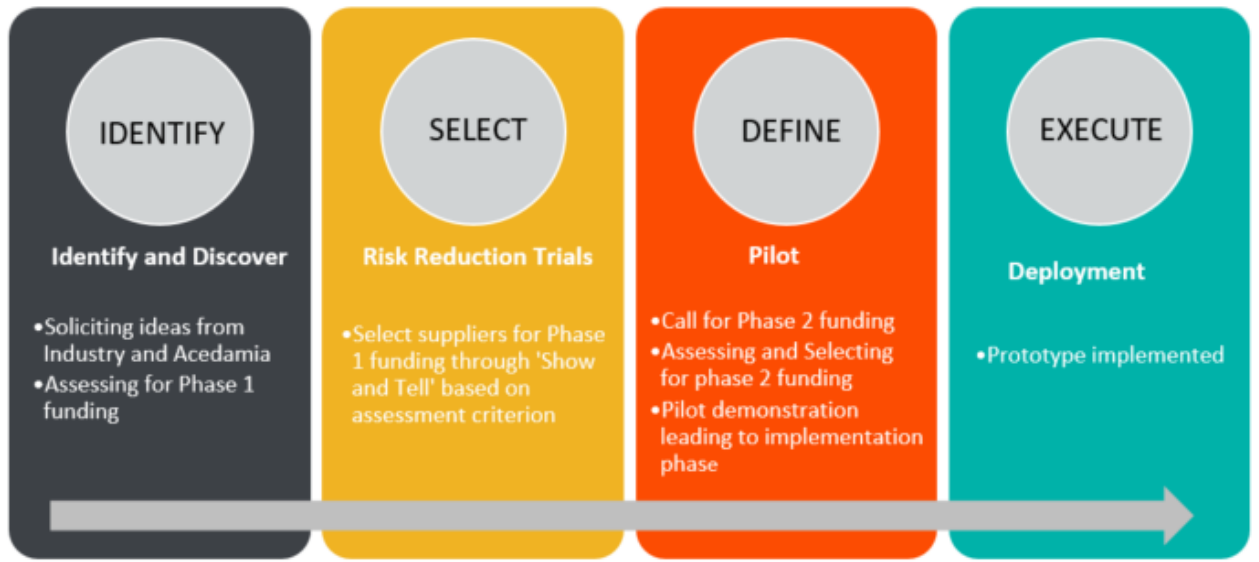 IDENTIFY
Identify and Discover
•Soliciting ideas from
Industry and Acedamia
•Assessing for Phase 1
funding
SELECT
Risk Reduction Trials
•Select suppliers for Phase
1 funding through 'Show
and Tell' based on
assessment criterion
DEFINE
Pilot
•Call for Phase 2 funding
•Assessing and Selecting
for phase 2 funding
•Pilot demonstration
leading to implementation
phase
EXECUTE
Deployment
•Prototype implemented